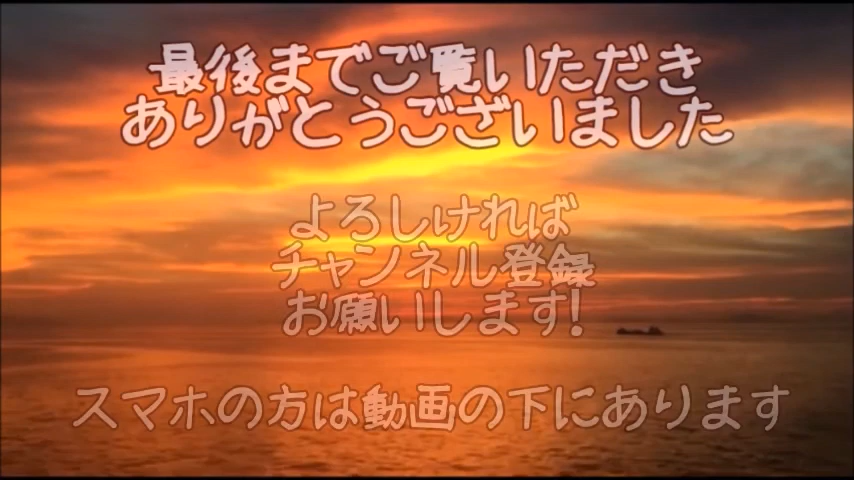 最後までご覧いただき
ありがとうございました
よろしければ
チャンネル登録
お願いします!
スマホの方は動画の下にあります